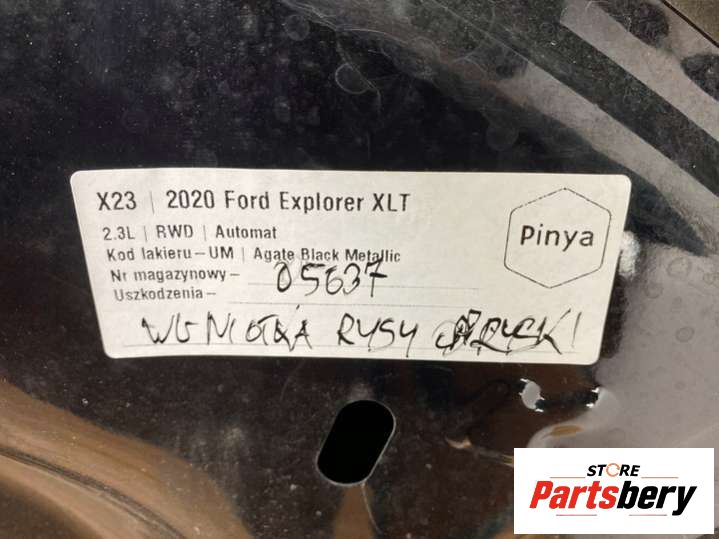 X23 | 2020 Ford Explorer XLT
2.3L | RWD | Automat
Kod lakieru – UM | Agate Black Metallic
Nr magazynowy – 05637
Uszkodzenia –
WGNIOTKA RYSY
Pinya
STORE
Partsbery